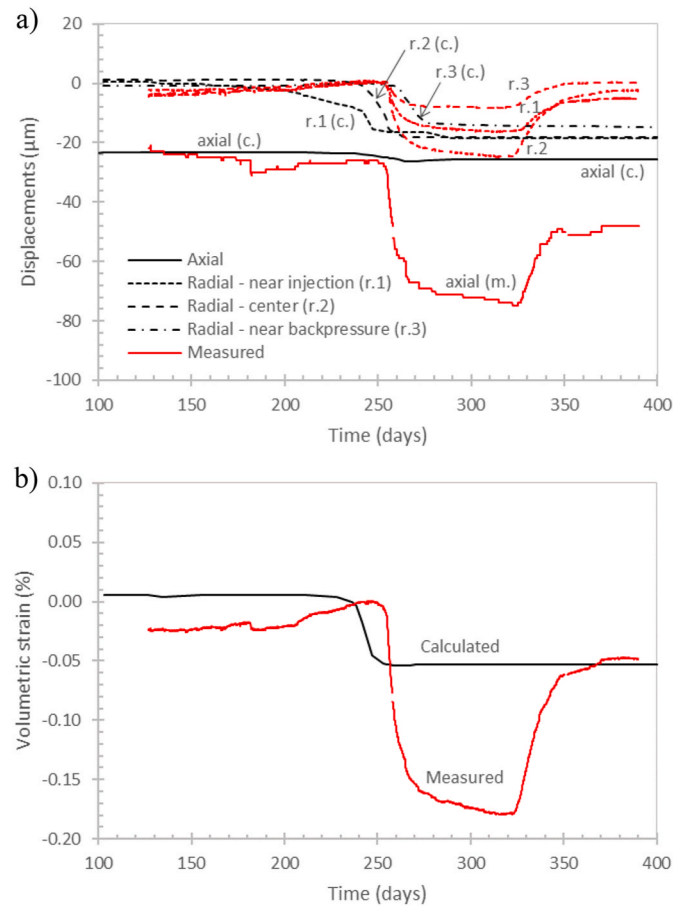 a)
20
0
-20
-40
-60
-80
-100
Displacements (μm)
r.2 (c.)
r.3 (c.)
r.3
r.1
r.1 (c.)
r.2
axial (c.)
axial (c.)
axial (m.)
Axial
Radial - near injection (r.1)
Radial - center (r.2)
Radial - near backpressure (r.3)
Measured
100 150 200 250 300 350 400
Time (days)
b)
0.10
0.05
0.00
-0.05
-0.10
-0.15
-0.20
Volumetric strain (%)
Calculated
Measured
100 150 200 250 300 350 400
Time (days)